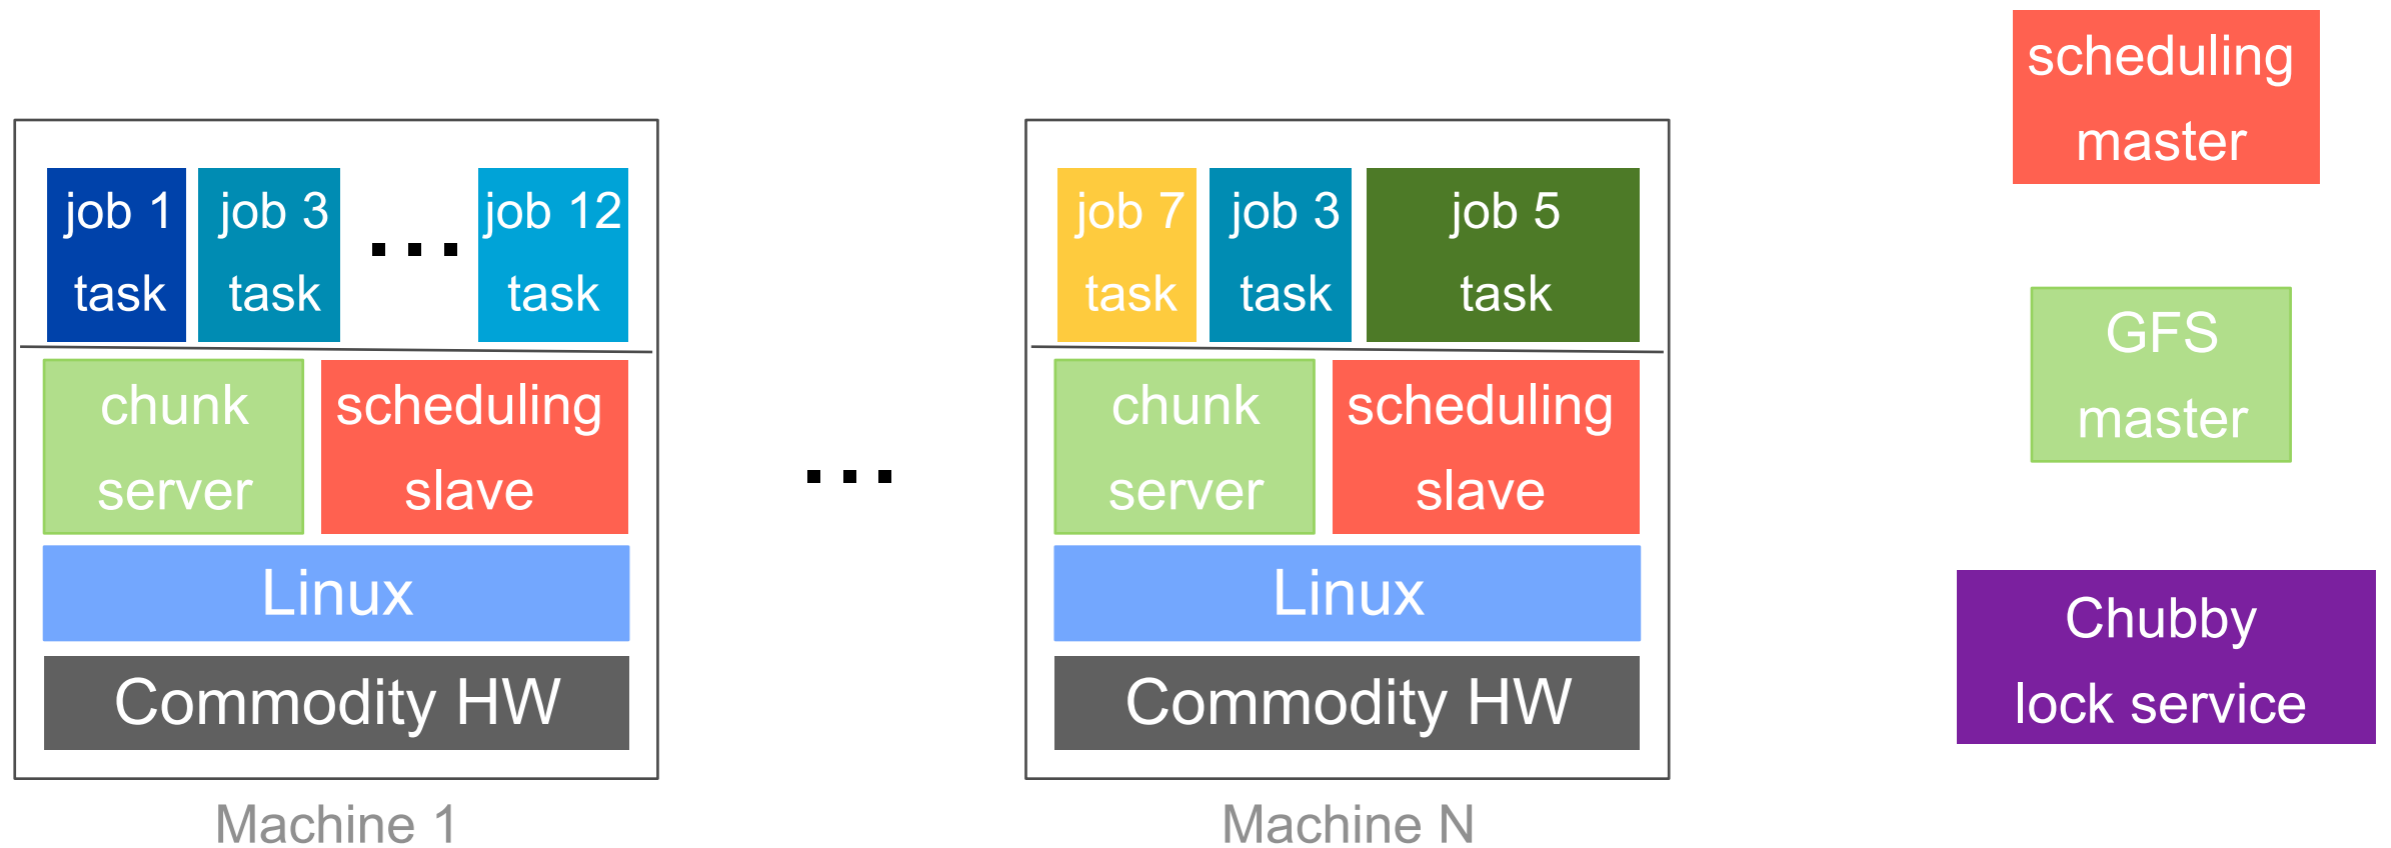 job 1
task
job 3
task
...
job 12
task
chunk
server
scheduling
slave
Linux
Commodity HW
Machine 1
...
job 7
task
job 3
task
job 5
task
chunk
server
scheduling
slave
Linux
Commodity HW
Machine N
scheduling
master
GFS
master
Chubby
lock service